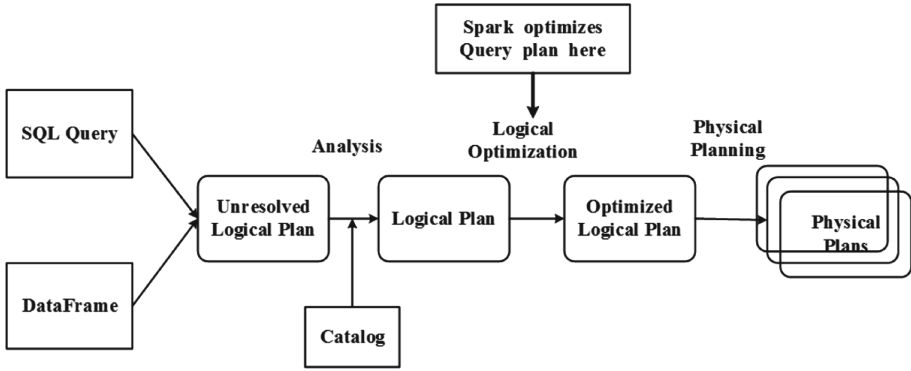 Spark optimizes
Query plan here
SQL Query
Analysis
Logical
Optimization
Physical
Planning
Unresolved
Logical Plan
Logical Plan
Optimized
Logical Plan
Physical
Plans
DataFrame
Catalog